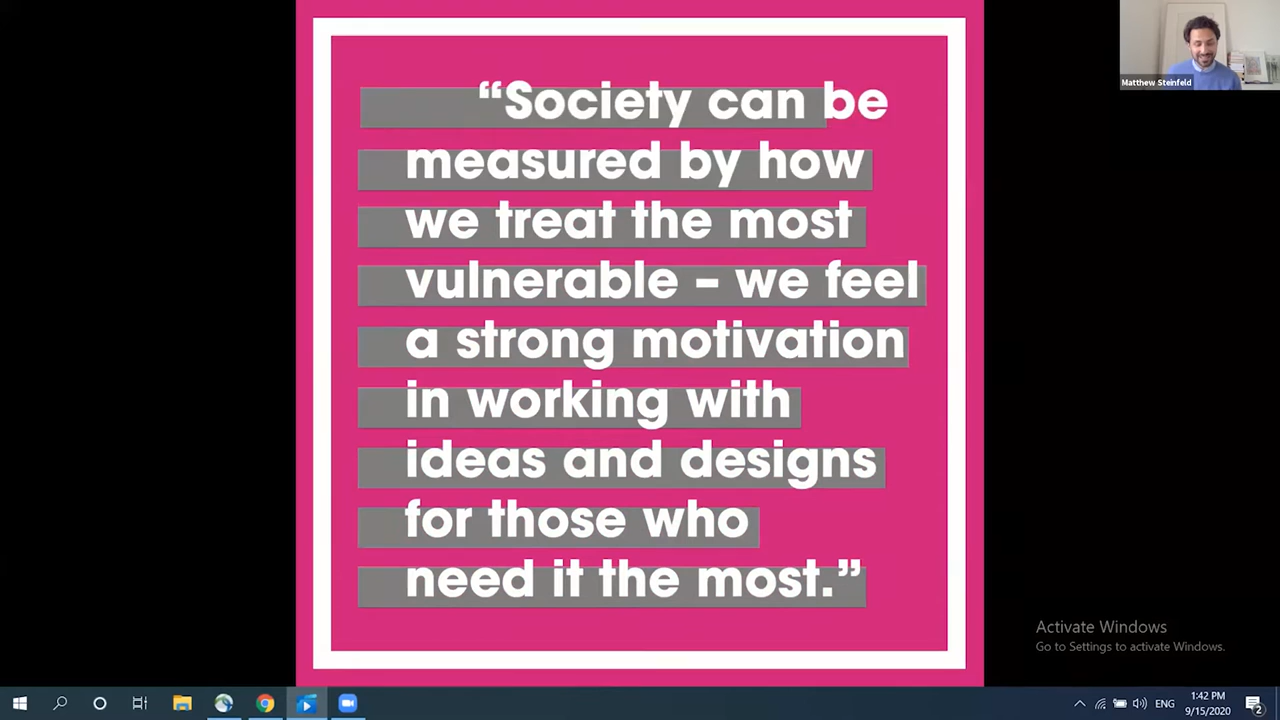 Matthew Steinfeld
“Society can be
measured by how
we treat the most
vulnerable – we feel
a strong motivation
in working with
ideas and designs
for those who
need it the most.”
Activate Windows
Go to Settings to activate Windows.
ENG
1:42 PM
9/15/2020
2